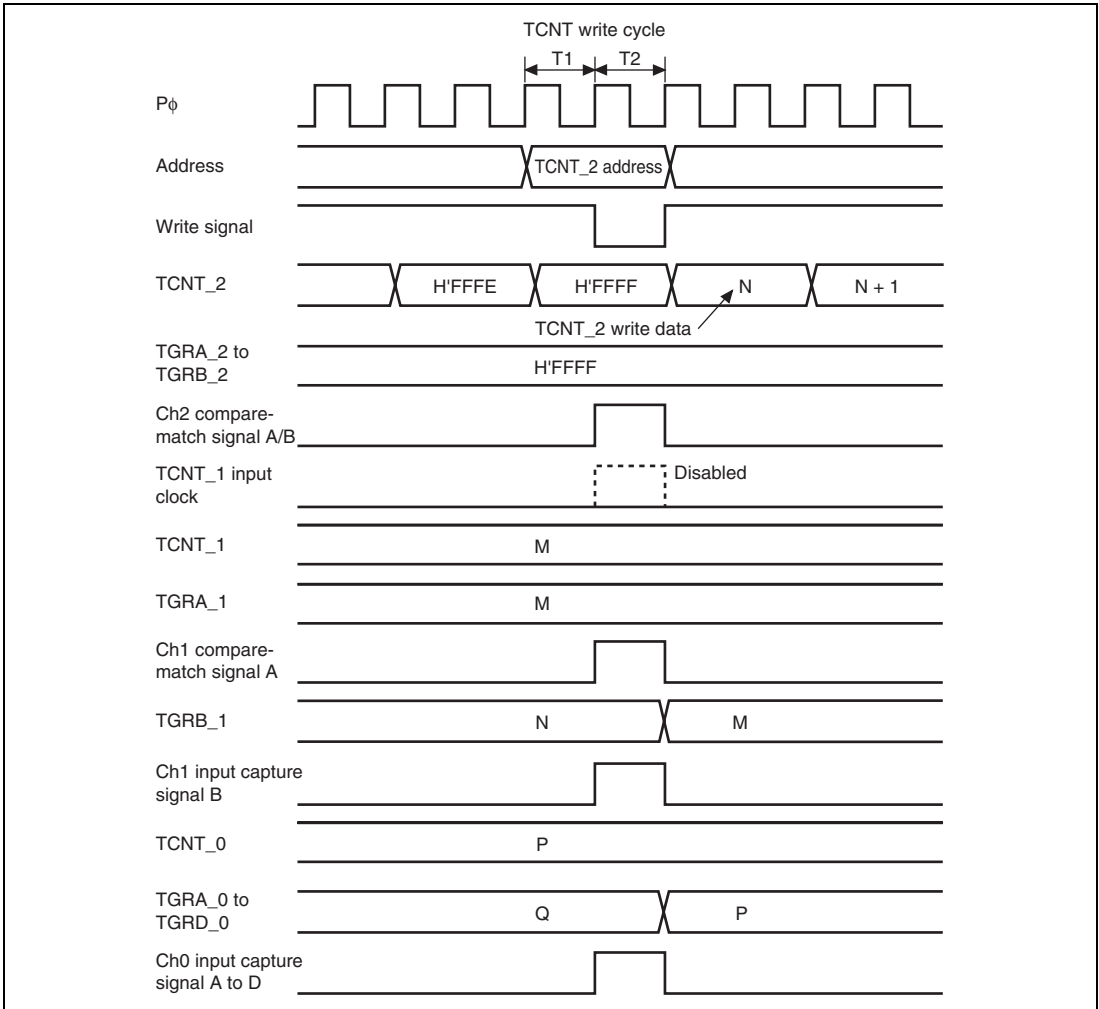 TCNT write cycle
T1 T2
Pϕ
Address
TCNT_2 address
Write signal
TCNT_2
H'FFFE H'FFFF N N + 1
TCNT_2 write data
TGRA_2 to
TGRB_2
H'FFFF
Ch2 compare-
match signal A/B
TCNT_1 input
clock
Disabled
TCNT_1
M
TGRA_1
M
Ch1 compare-
match signal A
TGRB_1
N M
Ch1 input capture
signal B
TCNT_0
P
TGRA_0 to
TGRD_0
Q P
Ch0 input capture
signal A to D